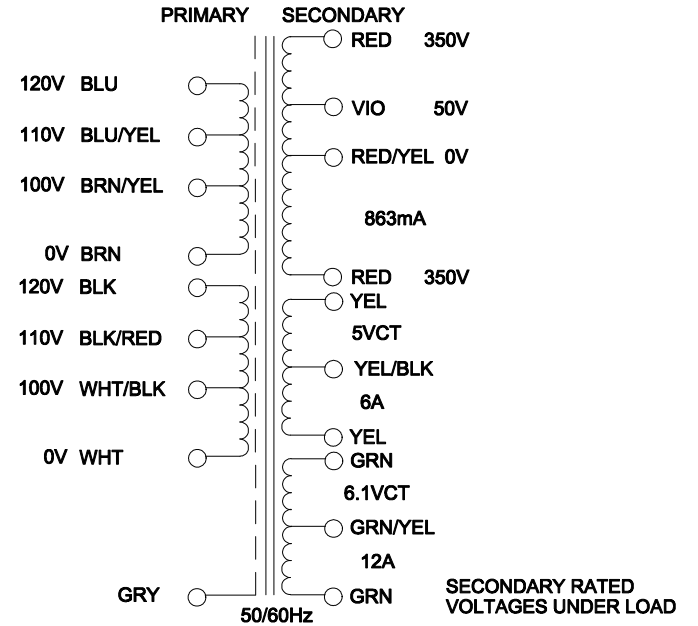 PRIMARY SECONDARY
RED 350V
120V BLU
VIO 50V
110V BLU/YEL
RED/YEL 0V
100V BRN/YEL
863mA
0V BRN
RED 350V
120V BLK
YEL
5VCT
110V BLK/RED
YEL/BLK
100V WHT/BLK
6A
YEL
0V WHT
GRN
6.1VCT
GRN/YEL
12A
GRY
GRN
SECONDARY RATED
VOLTAGES UNDER LOAD
50/60Hz